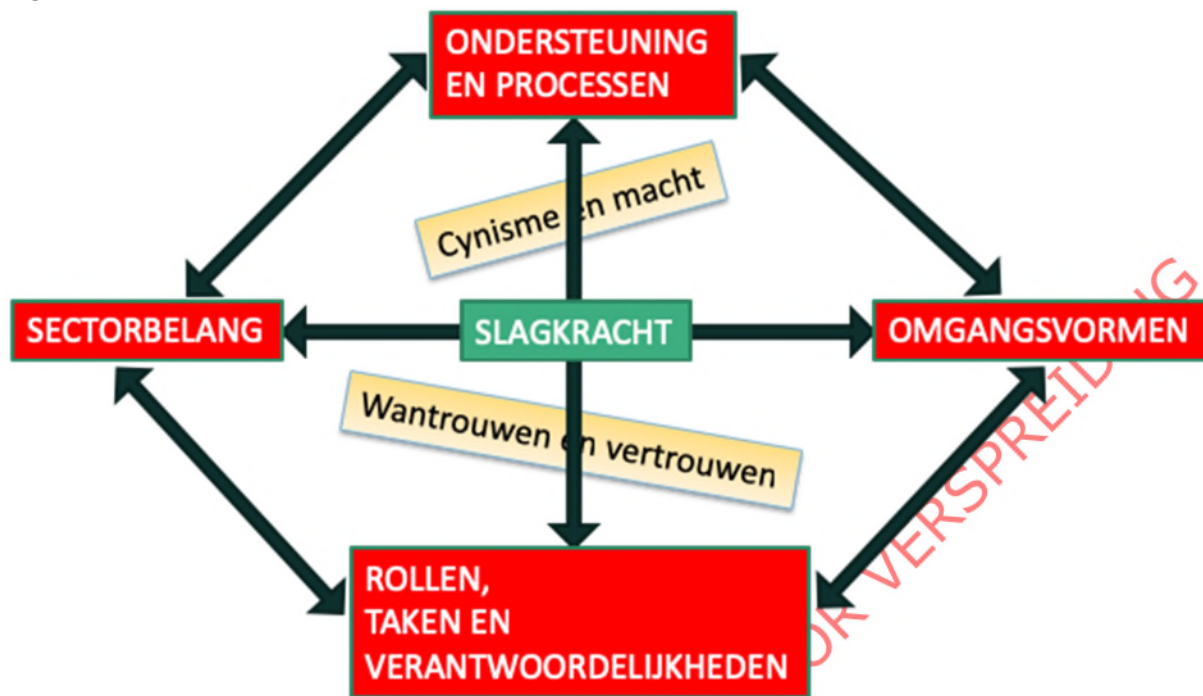 ONDERSTEUNING
EN PROCESSEN
Cynisme en macht
SECTORBELANG
SLAGKRACHT
OMGANGSVORMEN
Wantrouwen en vertrouwen
ROLLEN,
TAKEN EN
VERANTWOORDELIJKHEDEN